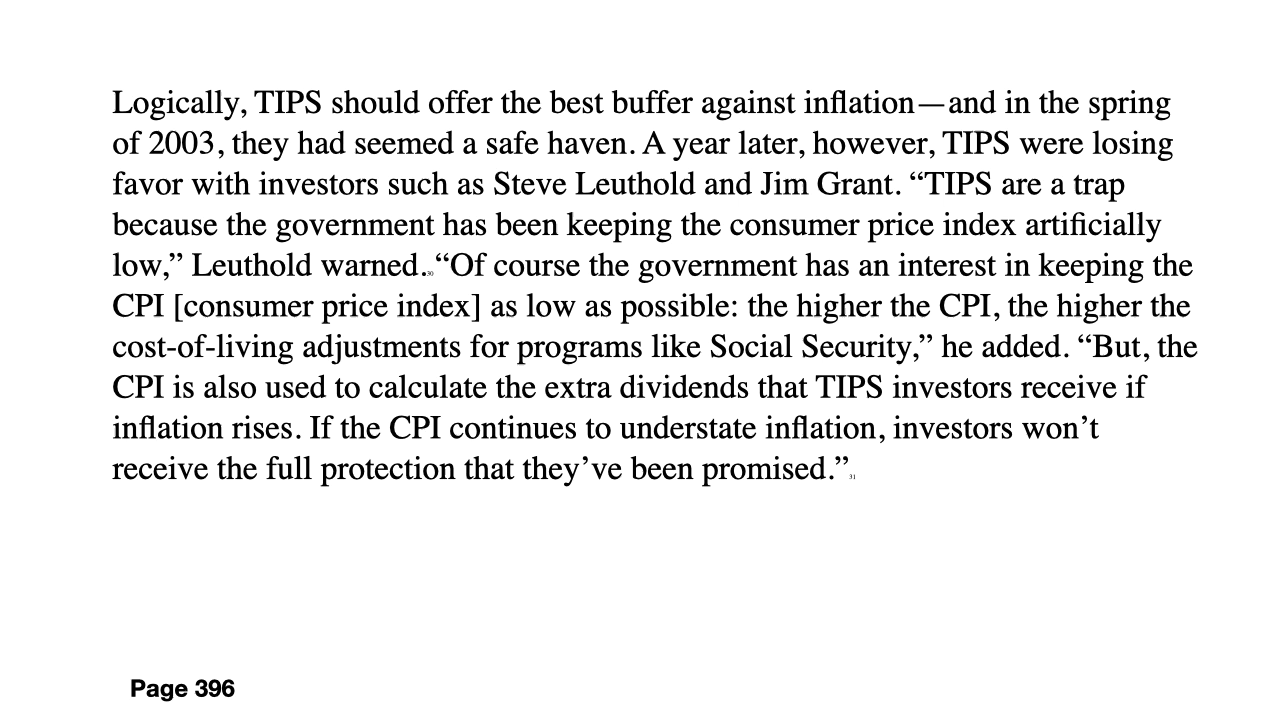 Logically, TIPS should offer the best buffer against inflation—and in the spring
of 2003, they had seemed a safe haven. A year later, however, TIPS were losing
favor with investors such as Steve Leuthold and Jim Grant. “TIPS are a trap
because the government has been keeping the consumer price index artificially
low,” Leuthold warned.30 “Of course the government has an interest in keeping the
CPI [consumer price index] as low as possible: the higher the CPI, the higher the
cost-of-living adjustments for programs like Social Security,” he added. “But, the
CPI is also used to calculate the extra dividends that TIPS investors receive if
inflation rises. If the CPI continues to understate inflation, investors won’t
receive the full protection that they’ve been promised.”31
Page 396